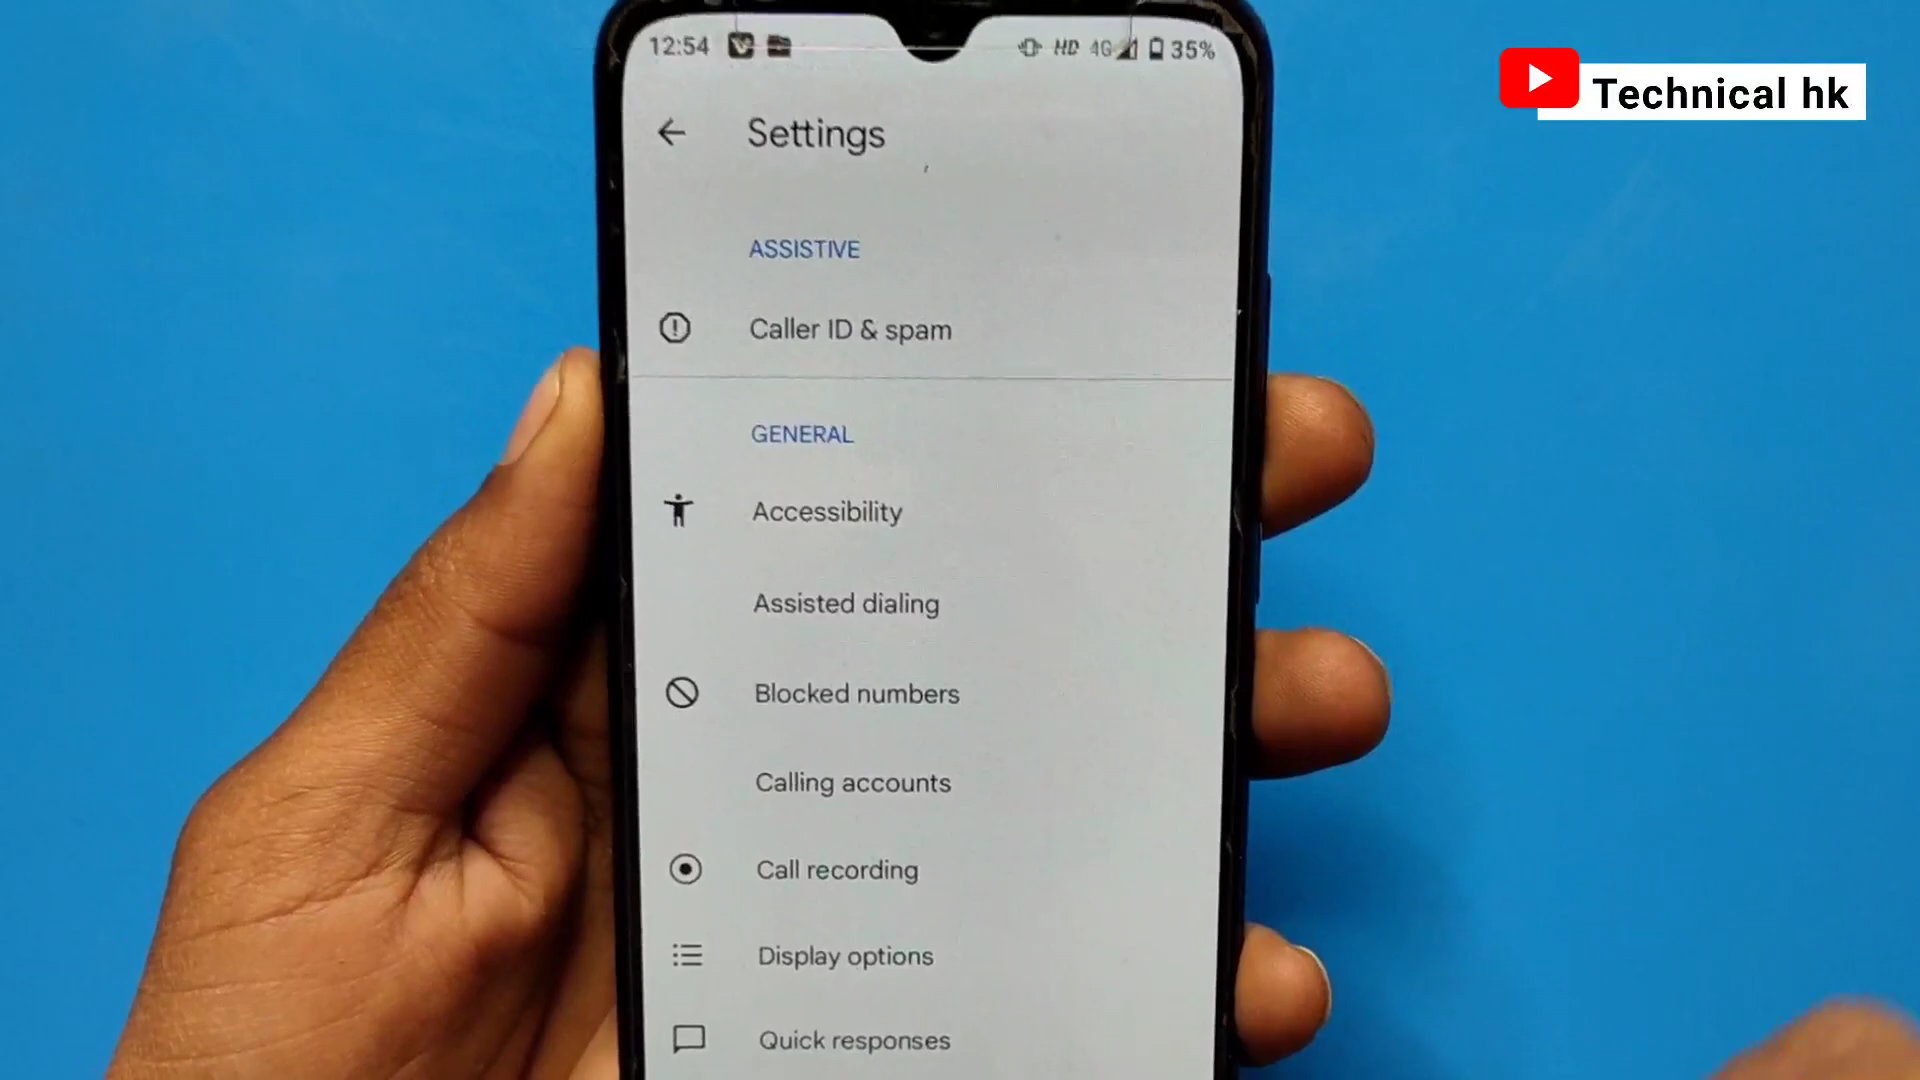 12:54 HD 4G 35%
Technical hk
Settings
ASSISTIVE
Caller ID & spam
GENERAL
Accessibility
Assisted dialing
Blocked numbers
Calling accounts
Call recording
Display options
Quick responses